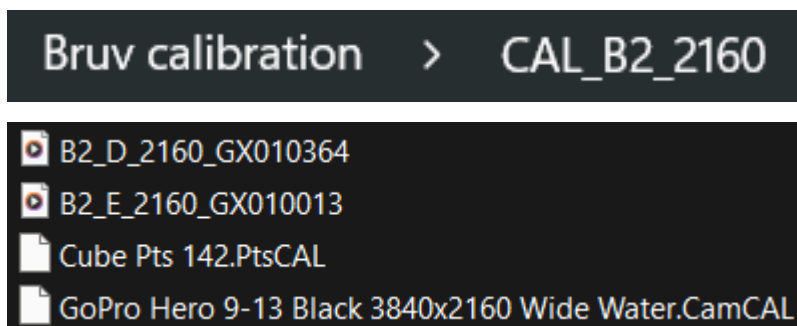 Bruv calibration > CAL_B2_2160
B2_D_2160_GX010364
B2_E_2160_GX010013
Cube Pts 142.PtsCAL
GoPro Hero 9-13 Black 3840x2160 Wide Water.CamCAL